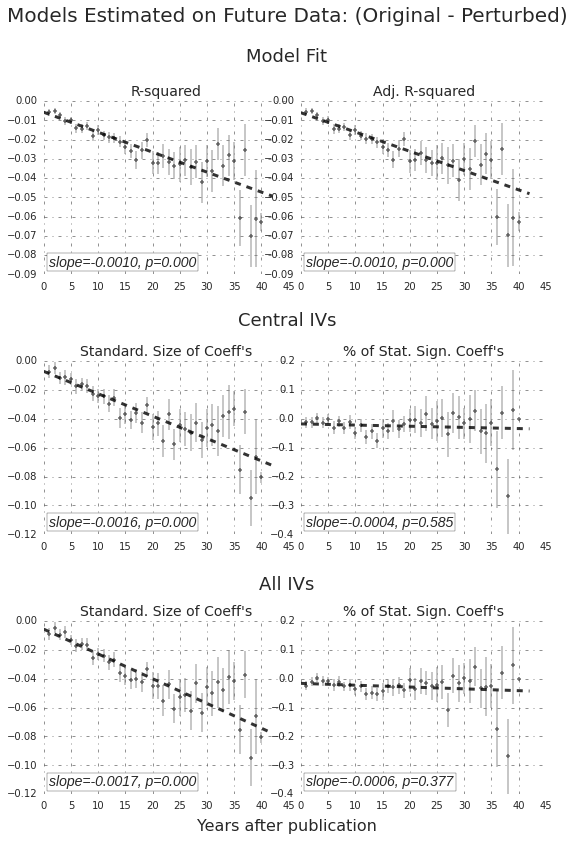 Models Estimated on Future Data: (Original - Perturbed)
Model Fit
R-squared
Adj. R-squared
0.00
−0.01
−0.02
−0.03
−0.04
−0.05
−0.06
−0.07
−0.08
−0.09
slope=-0.0010, p=0.000
0 5 10 15 20 25 30 35 40 45
0.00
−0.01
−0.02
−0.03
−0.04
−0.05
−0.06
−0.07
−0.08
−0.09
slope=-0.0010, p=0.000
0 5 10 15 20 25 30 35 40 45
Central IVs
Standard. Size of Coeff's
% of Stat. Sign. Coeff's
0.00
−0.02
−0.04
−0.06
−0.08
−0.10
−0.12
slope=-0.0016, p=0.000
0 5 10 15 20 25 30 35 40 45
0.2
0.1
0.0
−0.1
−0.2
−0.3
−0.4
slope=-0.0004, p=0.585
0 5 10 15 20 25 30 35 40 45
All IVs
Standard. Size of Coeff's
% of Stat. Sign. Coeff's
0.00
−0.02
−0.04
−0.06
−0.08
−0.10
−0.12
slope=-0.0017, p=0.000
0 5 10 15 20 25 30 35 40 45
0.2
0.1
0.0
−0.1
−0.2
−0.3
−0.4
slope=-0.0006, p=0.377
0 5 10 15 20 25 30 35 40 45
Years after publication